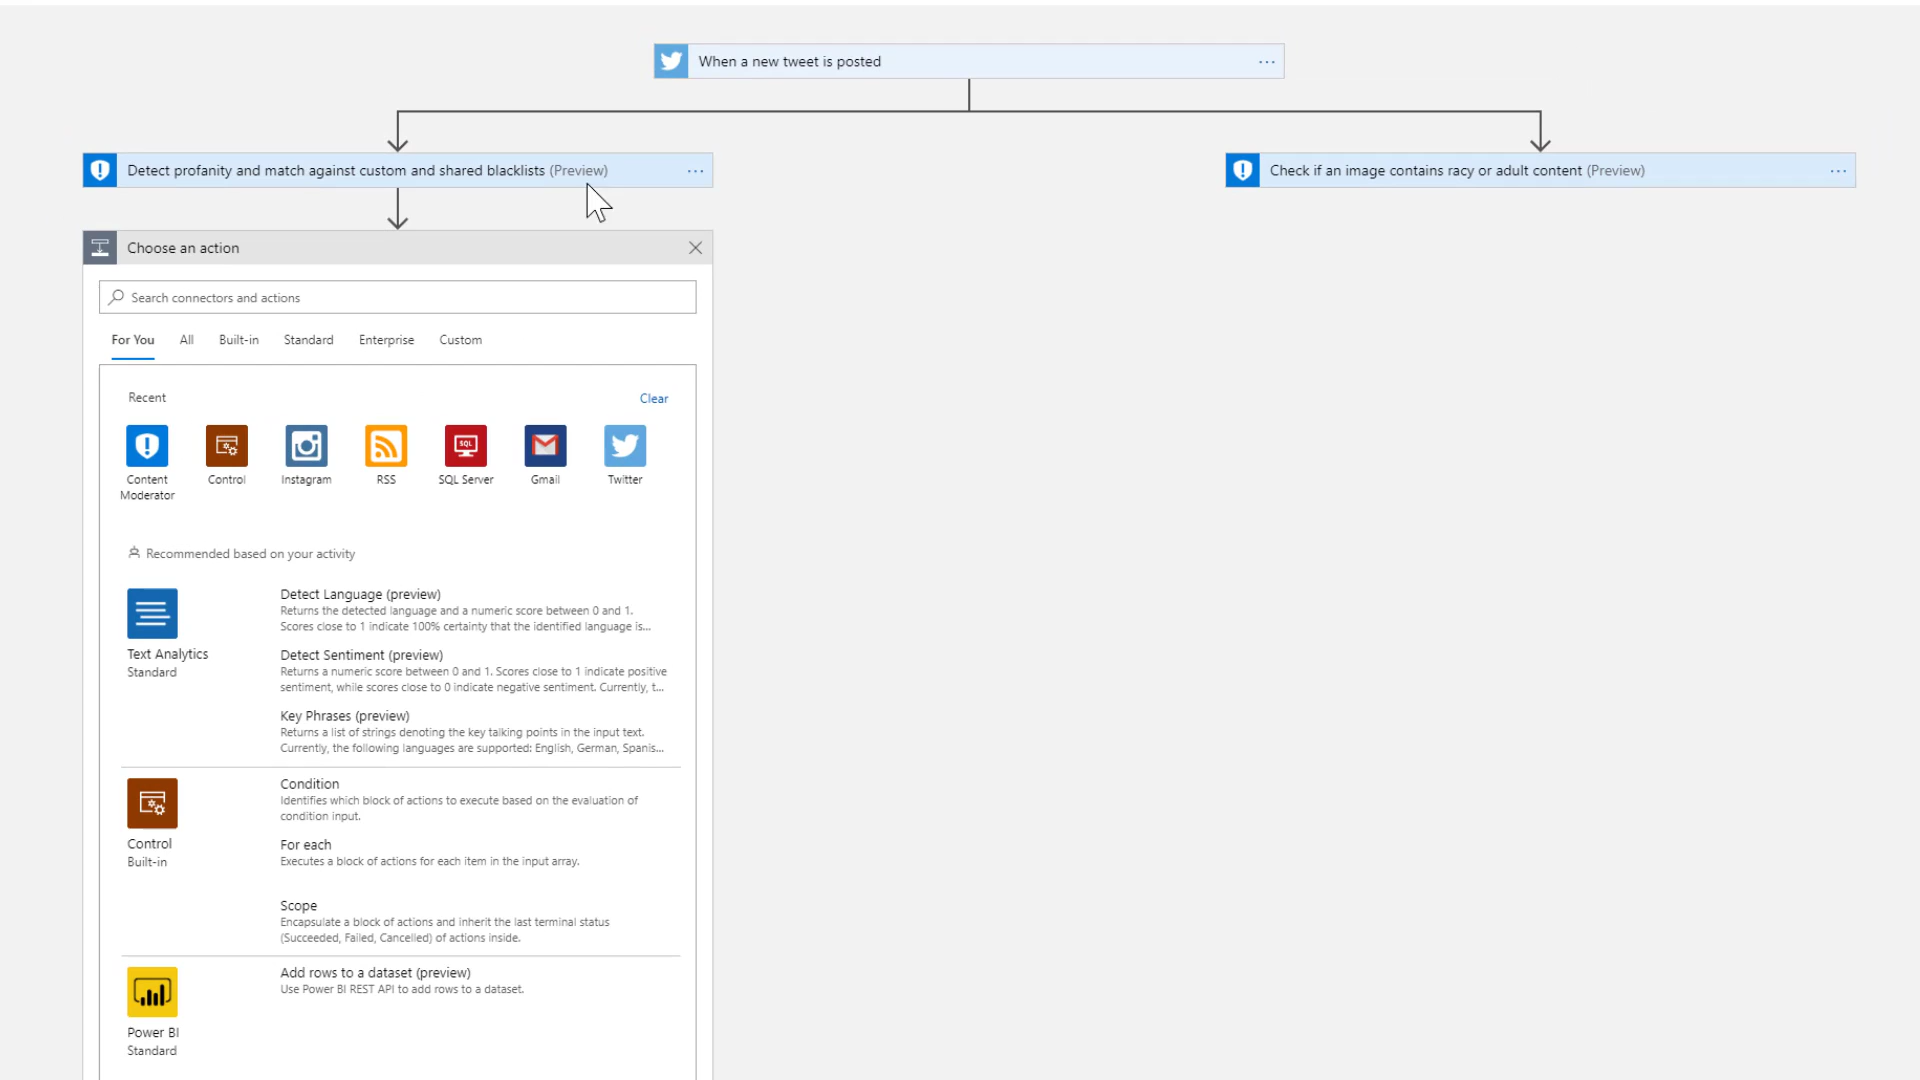 When a new tweet is posted
...
Detect profanity and match against custom and shared blacklists (Preview)
...
Check if an image contains racy or adult content (Preview)
...
Choose an action
Search connectors and actions
For You All Built-in Standard Enterprise Custom
Recent Clear
Content Moderator
Control
Instagram
RSS
SQL
SQL Server
Gmail
Twitter
Recommended based on your activity
Text Analytics
Standard
Detect Language (preview)
Returns the detected language and a numeric score between 0 and 1.
Scores close to 1 indicate 100% certainty that the identified language is...
Detect Sentiment (preview)
Returns a numeric score between 0 and 1. Scores close to 1 indicate positive
sentiment, while scores close to 0 indicate negative sentiment. Currently, t...
Key Phrases (preview)
Returns a list of strings denoting the key talking points in the input text.
Currently, the following languages are supported: English, German, Spanis...
Control
Built-in
Condition
Identifies which block of actions to execute based on the evaluation of
condition input.
For each
Executes a block of actions for each item in the input array.
Scope
Encapsulate a block of actions and inherit the last terminal status
(Succeeded, Failed, Cancelled) of actions inside.
Power BI
Standard
Add rows to a dataset (preview)
Use Power BI REST API to add rows to a dataset.